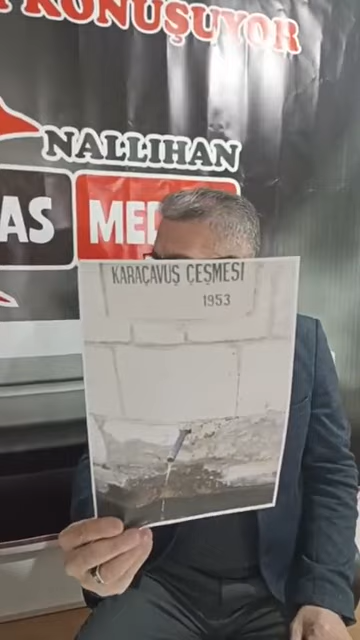 KONUŞUYOR
NALLIHAN
AS
MED
KARAÇAVUŞ ÇEŞMESİ
1953